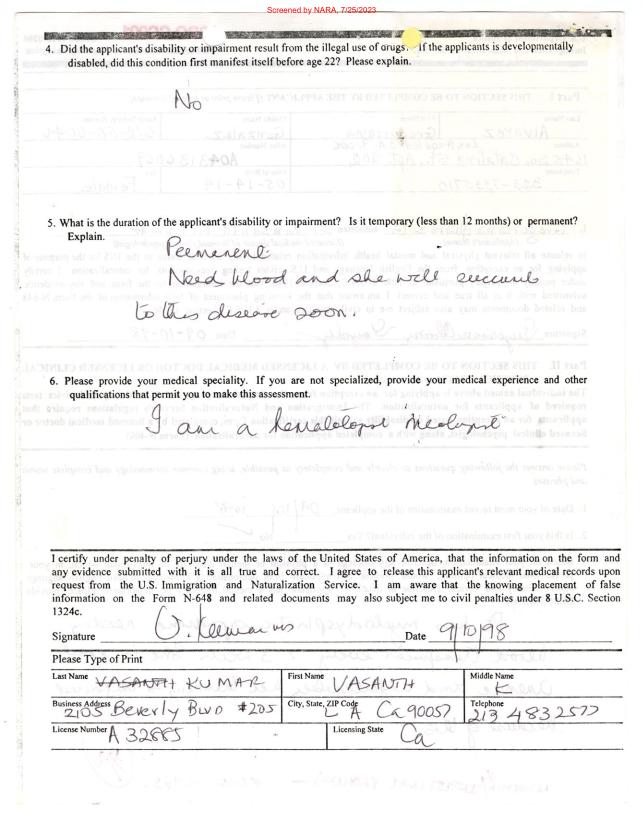 Screened by NARA, 7/25/2023
4. Did the applicant's disability or impairment result from the illegal use of drugs. If the applicants is developmentally
disabled, did this condition first manifest itself before age 22? Please explain.
No
5. What is the duration of the applicant's disability or impairment? Is it temporary (less than 12 months) or permanent?
Explain.
Permanent
Need blood and she will succumb
to this disease soon.
6. Please provide your medical speciality. If you are not specialized, provide your medical experience and other
qualifications that permit you to make this assessment.
I am a hematologist
I certify under penalty of perjury under the laws of the United States of America, that the information on the form and
any evidence submitted with it is all true and correct. I agree to release this applicant's relevant medical records upon
request from the U.S. Immigration and Naturalization Service. I am aware that the knowing placement of false
information on the Form N-648 and related documents may also subject me to civil penalties under 8 U.S.C. Section
1324c.
Signature Date 9/10/98
Please Type of Print
Last Name VASANTH KUMAR First Name VASANTH Middle Name K
Business Address 2105 Beverly Blvd #205 City, State, ZIP Code L A Ca 90057 Telephone 213 483 2577
License Number A 32885 Licensing State Ca